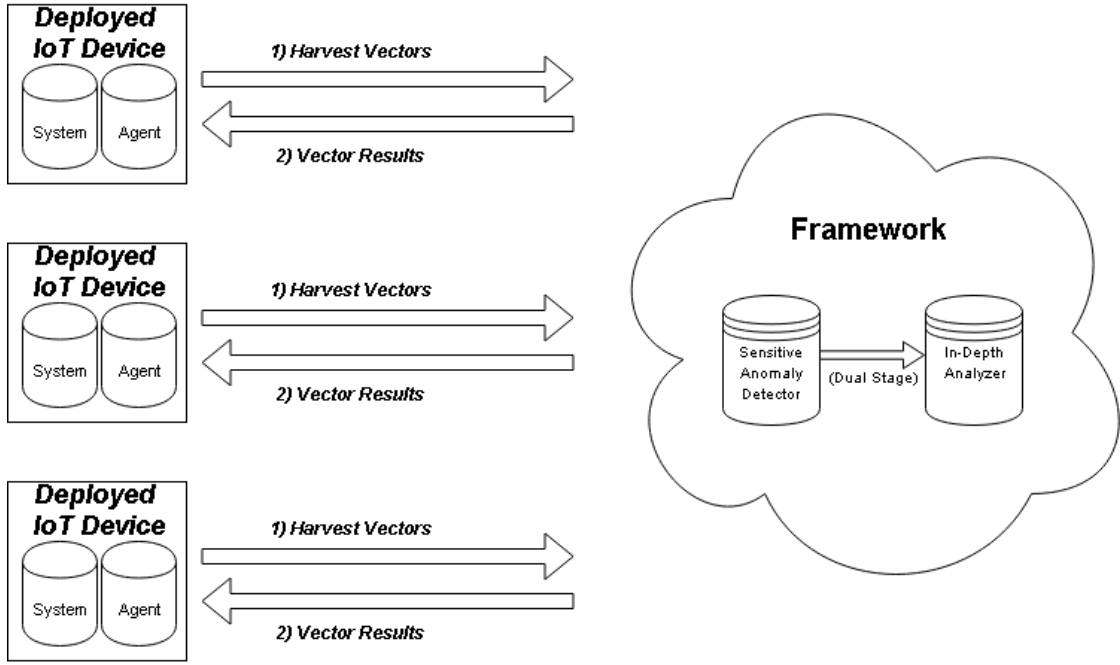 Deployed
IoT Device
System
Agent
1) Harvest Vectors
2) Vector Results
Deployed
IoT Device
System
Agent
1) Harvest Vectors
2) Vector Results
Deployed
IoT Device
System
Agent
1) Harvest Vectors
2) Vector Results
Framework
Sensitive
Anomaly
Detector
(Dual Stage)
In-Depth
Analyzer